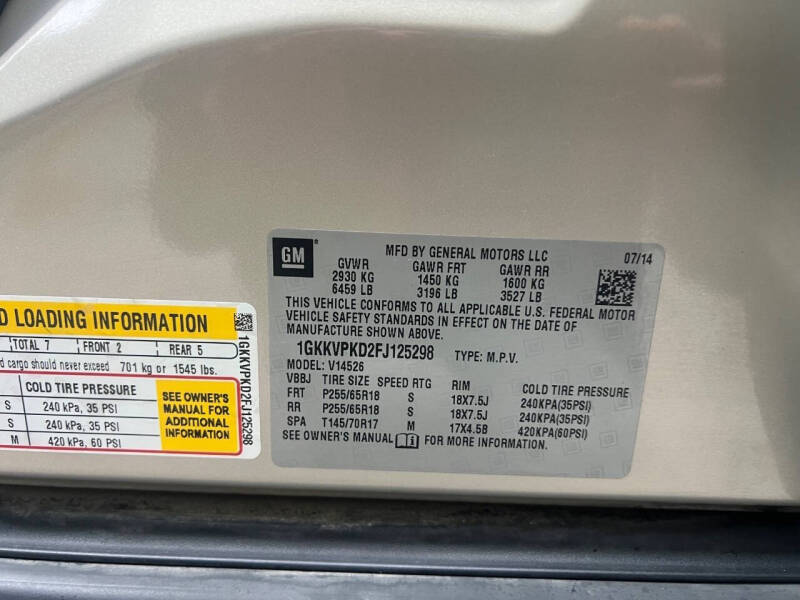 GM
MFD BY GENERAL MOTORS LLC 07/14
GVWR GAWR FRT GAWR RR
2930 KG 1450 KG 1600 KG
6459 LB 3196 LB 3527 LB
THIS VEHICLE CONFORMS TO ALL APPLICABLE U.S. FEDERAL MOTOR
VEHICLE SAFETY STANDARDS IN EFFECT ON THE DATE OF
MANUFACTURE SHOWN ABOVE.
1GKKVPKD2FJ125298 TYPE: M.P.V.
MODEL: V14526
VBBJ TIRE SIZE SPEED RTG RIM COLD TIRE PRESSURE
FRT P255/65R18 S 18X7.5J 240KPA(35PSI)
RR P255/65R18 S 18X7.5J 240KPA(35PSI)
SPA T145/70R17 M 17X4.5B 420KPA(60PSI)
SEE OWNER'S MANUAL FOR MORE INFORMATION.
D LOADING INFORMATION
TOTAL 7 FRONT 2 REAR 5
d cargo should never exceed 701 kg or 1545 lbs.
COLD TIRE PRESSURE
S 240 kPa, 35 PSI
S 240 kPa, 35 PSI
M 420 kPa, 60 PSI
SEE OWNER'S
MANUAL FOR
ADDITIONAL
INFORMATION
1GKKVPKD2FJ125298